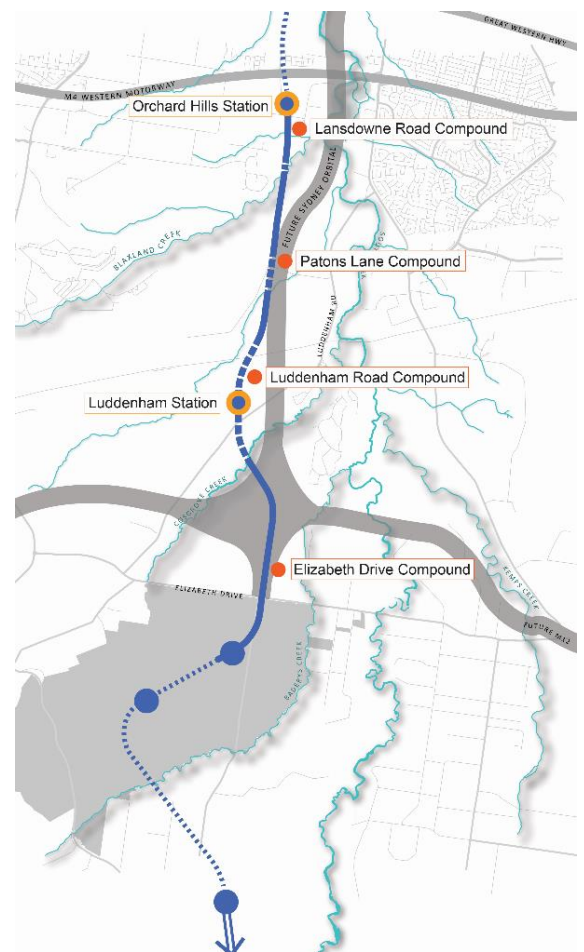 GREAT WESTERN HWY
M4 WESTERN MOTORWAY
Orchard Hills Station
Lansdowne Road Compound
FUTURE SYDNEY ORBITAL
BLAXLAND CREEK
Patons Lane Compound
LUDDENHAM RD
Luddenham Road Compound
Luddenham Station
COSGROVE CREEK
Elizabeth Drive Compound
KEMPS CREEK
ELIZABETH DRIVE
FUTURE M12
BADGERYS CREEK